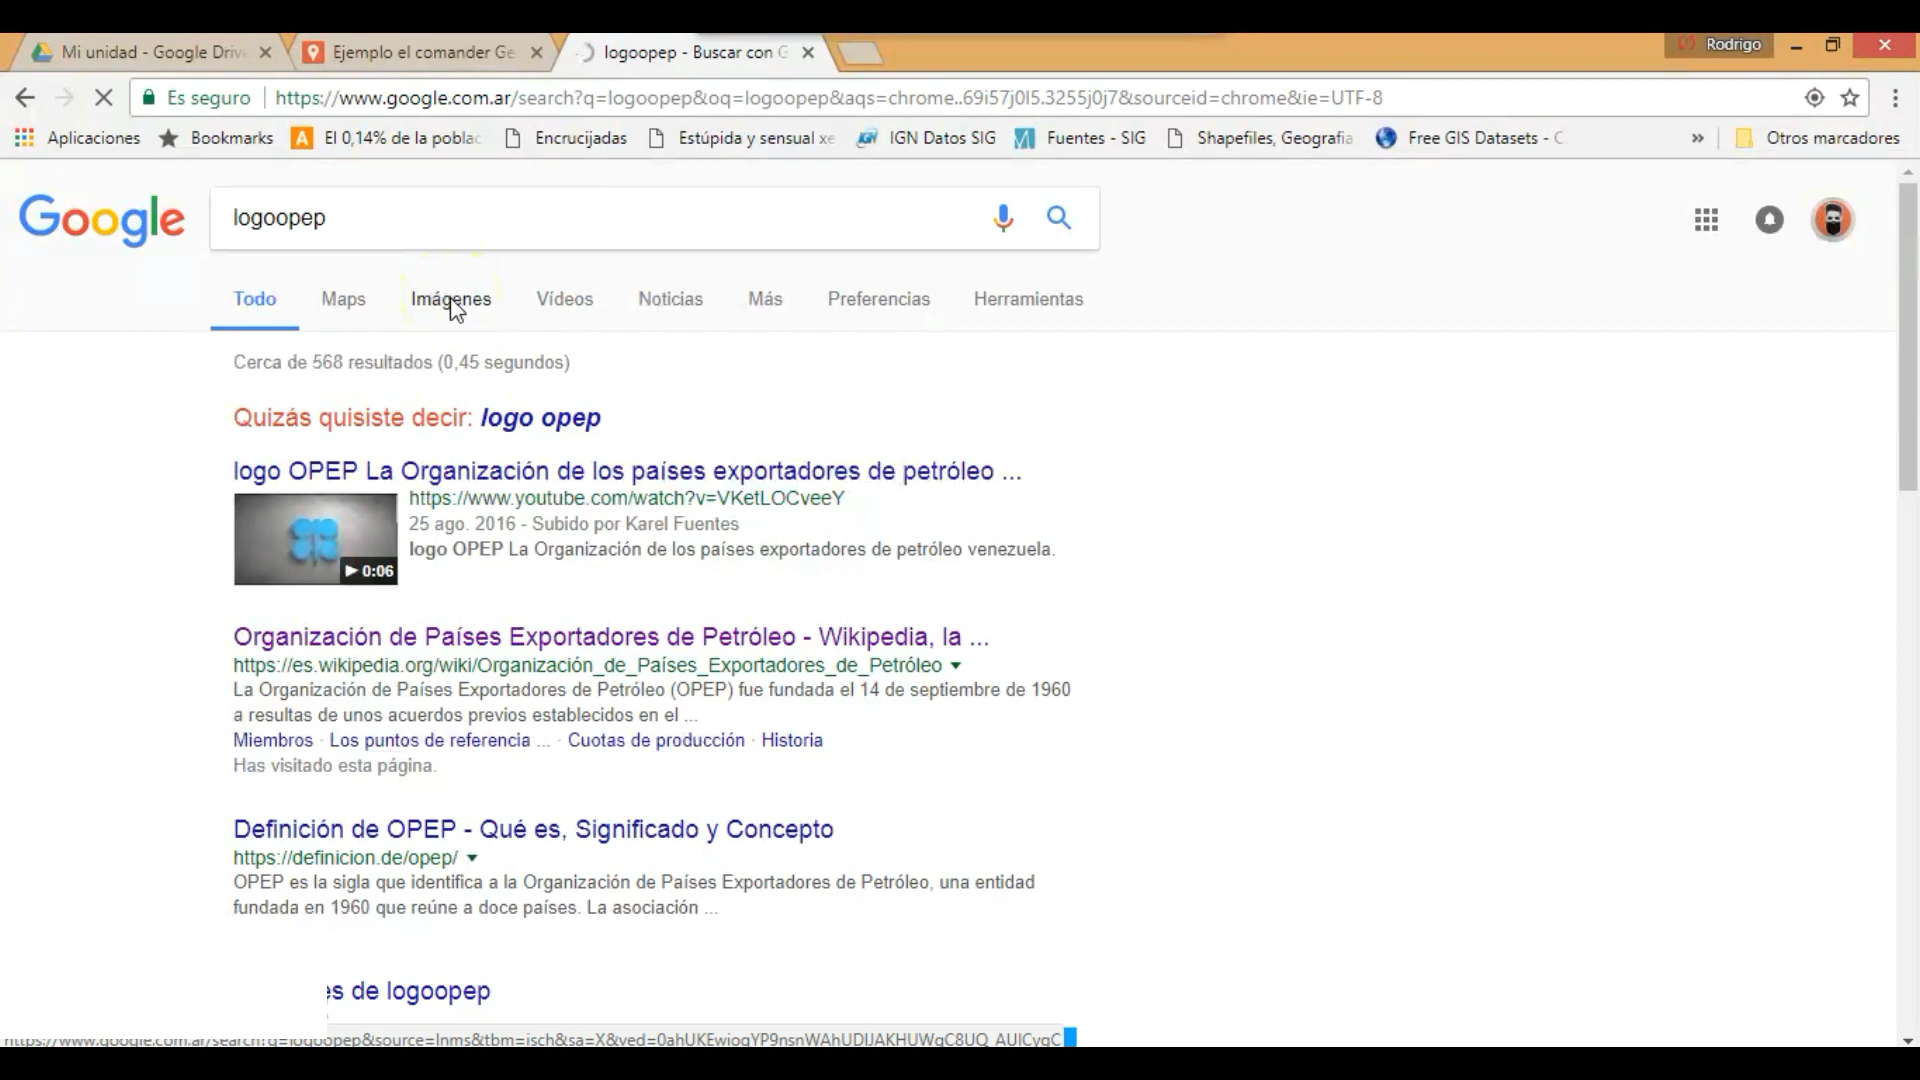 Mi unidad - Google Drive
Ejemplo el comander Ge
logoopep - Buscar con G
Rodrigo
Es seguro
https://www.google.com.ar/search?q=logoopep&oq=logoopep&aqs=chrome..69i57j0l5.3255j0j7&sourceid=chrome&ie=UTF-8
Aplicaciones
Bookmarks
El 0,14% de la poblac
Encrucijadas
Estúpida y sensual xe
IGN Datos SIG
Fuentes - SIG
Shapefiles, Geografia
Free GIS Datasets - C
»
Otros marcadores
Google
logoopep
Todo
Maps
Imágenes
Vídeos
Noticias
Más
Preferencias
Herramientas
Cerca de 568 resultados (0,45 segundos)
Quizás quisiste decir: logo opep
logo OPEP La Organización de los países exportadores de petróleo ...
https://www.youtube.com/watch?v=VKetLOCveeY
25 ago. 2016 - Subido por Karel Fuentes
logo OPEP La Organización de los países exportadores de petróleo venezuela.
0:06
Organización de Países Exportadores de Petróleo - Wikipedia, la ...
https://es.wikipedia.org/wiki/Organización_de_Países_Exportadores_de_Petróleo
La Organización de Países Exportadores de Petróleo (OPEP) fue fundada el 14 de septiembre de 1960
a resultas de unos acuerdos previos establecidos en el ...
Miembros · Los puntos de referencia ... · Cuotas de producción · Historia
Has visitado esta página.
Definición de OPEP - Qué es, Significado y Concepto
https://definicion.de/opep/
OPEP es la sigla que identifica a la Organización de Países Exportadores de Petróleo, una entidad
fundada en 1960 que reúne a doce países. La asociación ...
es de logoopep